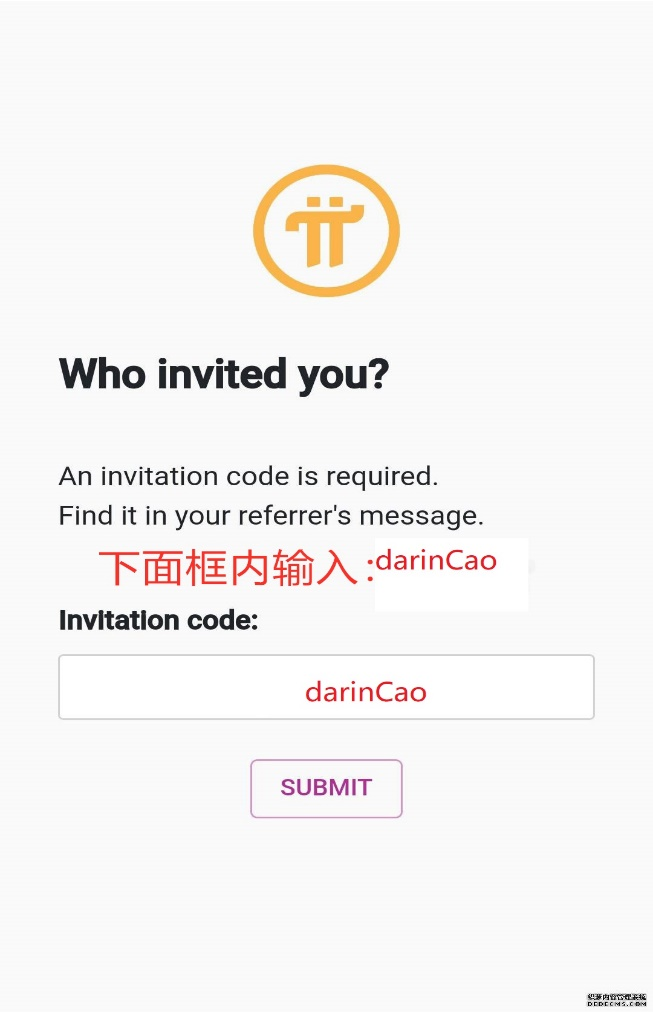 Who invited you?
An invitation code is required.
Find it in your referrer's message.
下面框内输入:darinCao
Invitation code:
darinCao
SUBMIT
织梦内容管理系统
DEDECMS.COM